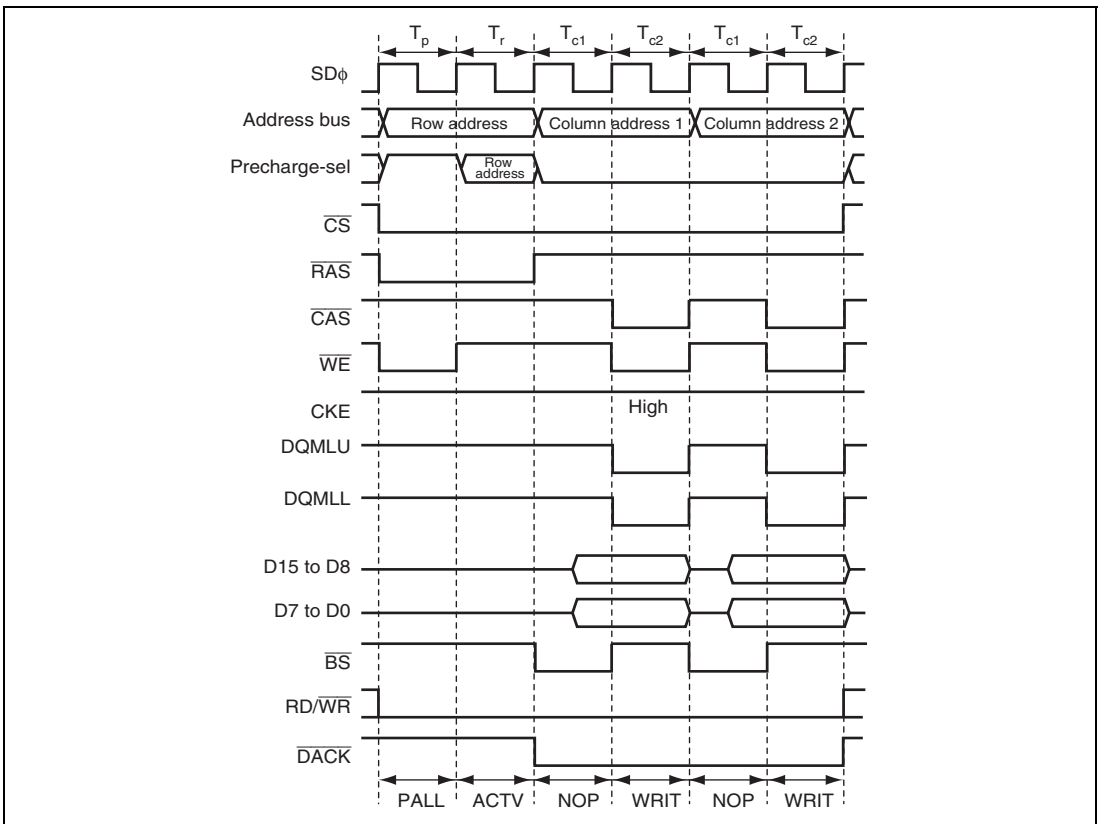 Tp Tr Tc1 Tc2 Tc1 Tc2
SDϕ
Address bus Row address Column address 1 Column address 2
Precharge-sel Row address
CS
RAS
CAS
WE
CKE High
DQMLU
DQMLL
D15 to D8
D7 to D0
BS
RD/WR
DACK
PALL ACTV NOP WRIT NOP WRIT